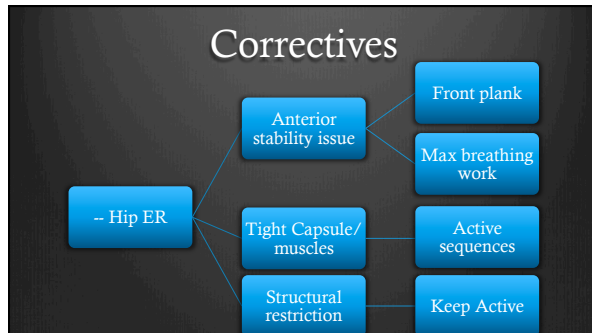 Correctives
Front plank
Anterior
stability issue
Max breathing
work
-- Hip ER
Tight Capsule/
muscles
Active
sequences
Structural
restriction
Keep Active